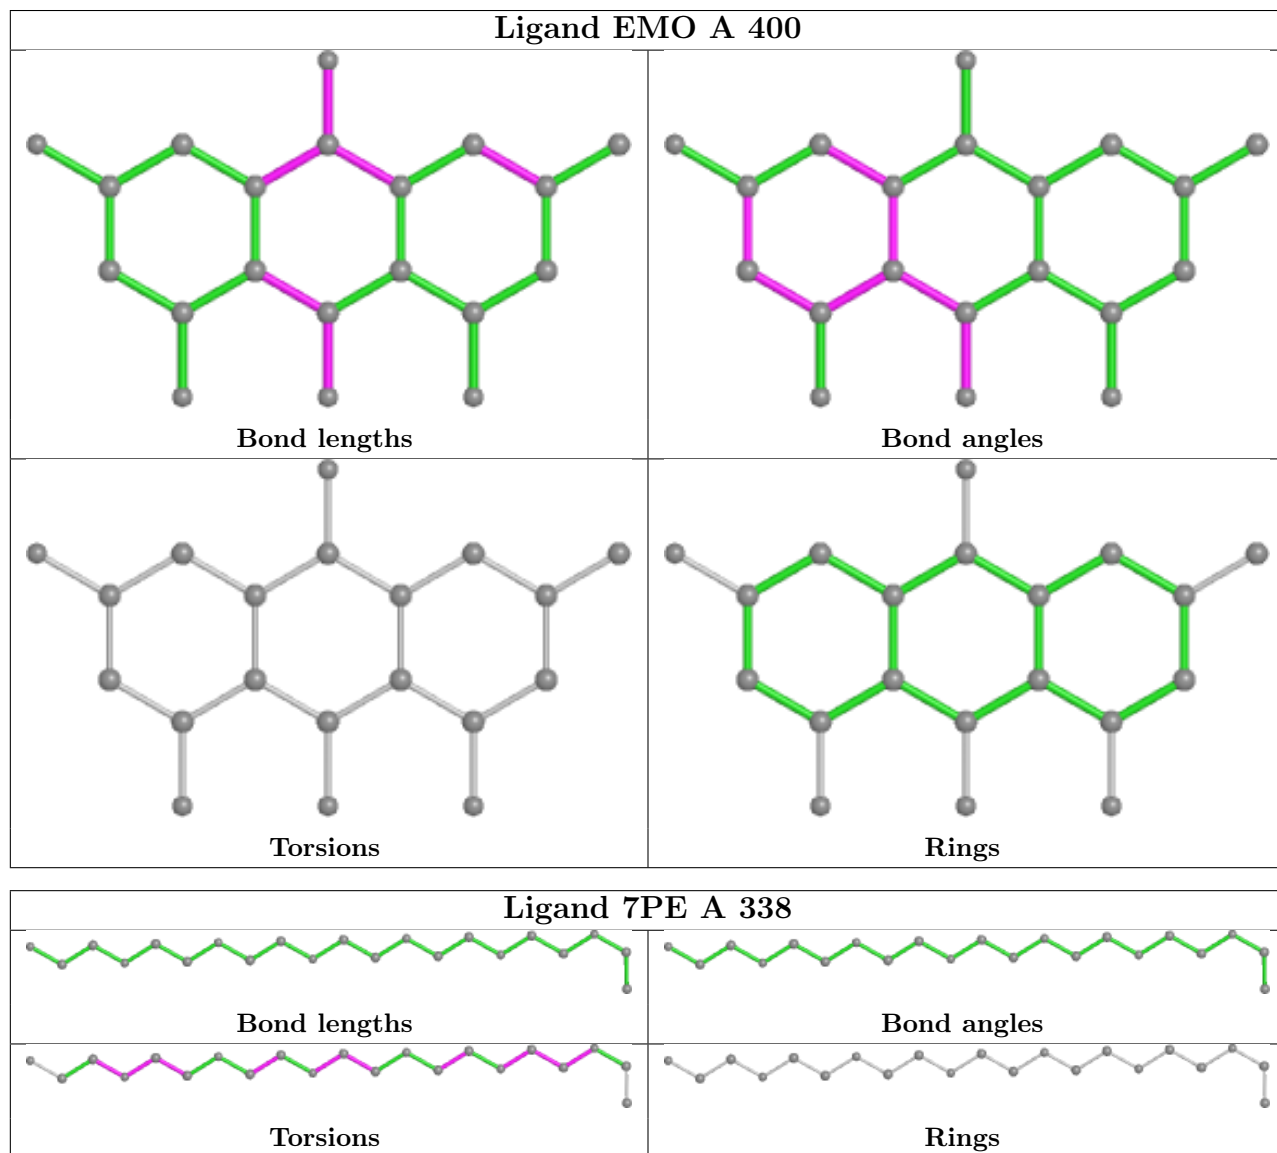 Ligand EMO A 400
Bond lengths
Bond angles
Torsions
Rings
Ligand 7PE A 338
Bond lengths
Bond angles
Torsions
Rings